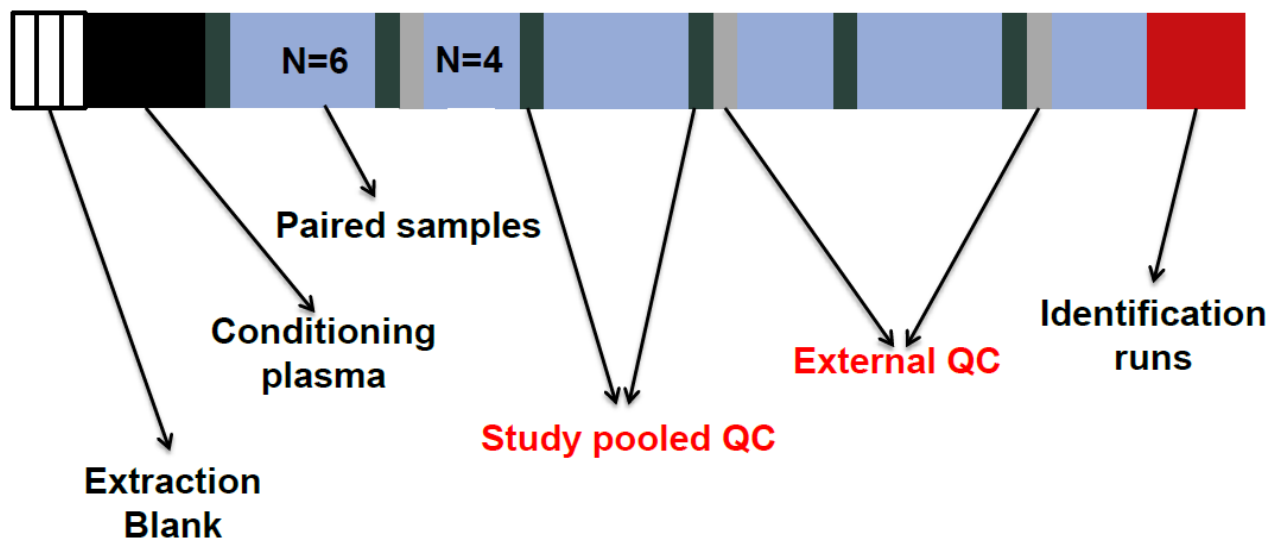 N=6
N=4
Paired samples
Conditioning
plasma
Extraction
Blank
Study pooled QC
External QC
Identification
runs